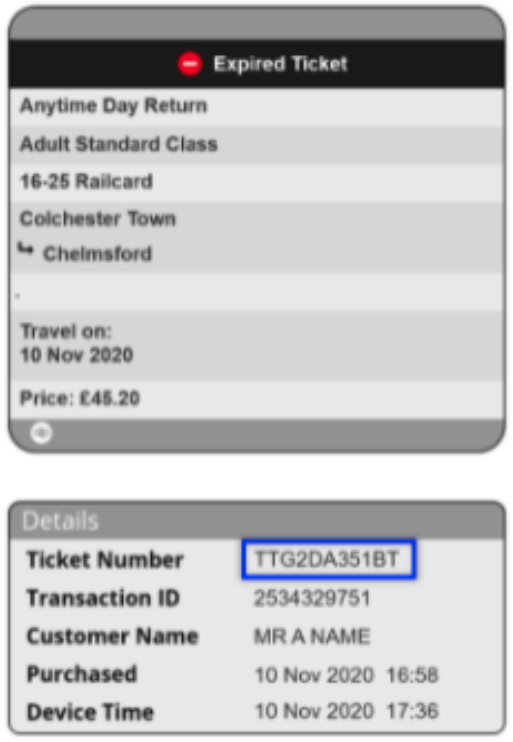 Expired Ticket
Anytime Day Return
Adult Standard Class
16-25 Railcard
Colchester Town
↳ Chelmsford
.
Travel on:
10 Nov 2020
Price: £45.20
Details
Ticket Number TTG2DA351BT
Transaction ID 2534329751
Customer Name MR A NAME
Purchased 10 Nov 2020 16:58
Device Time 10 Nov 2020 17:36